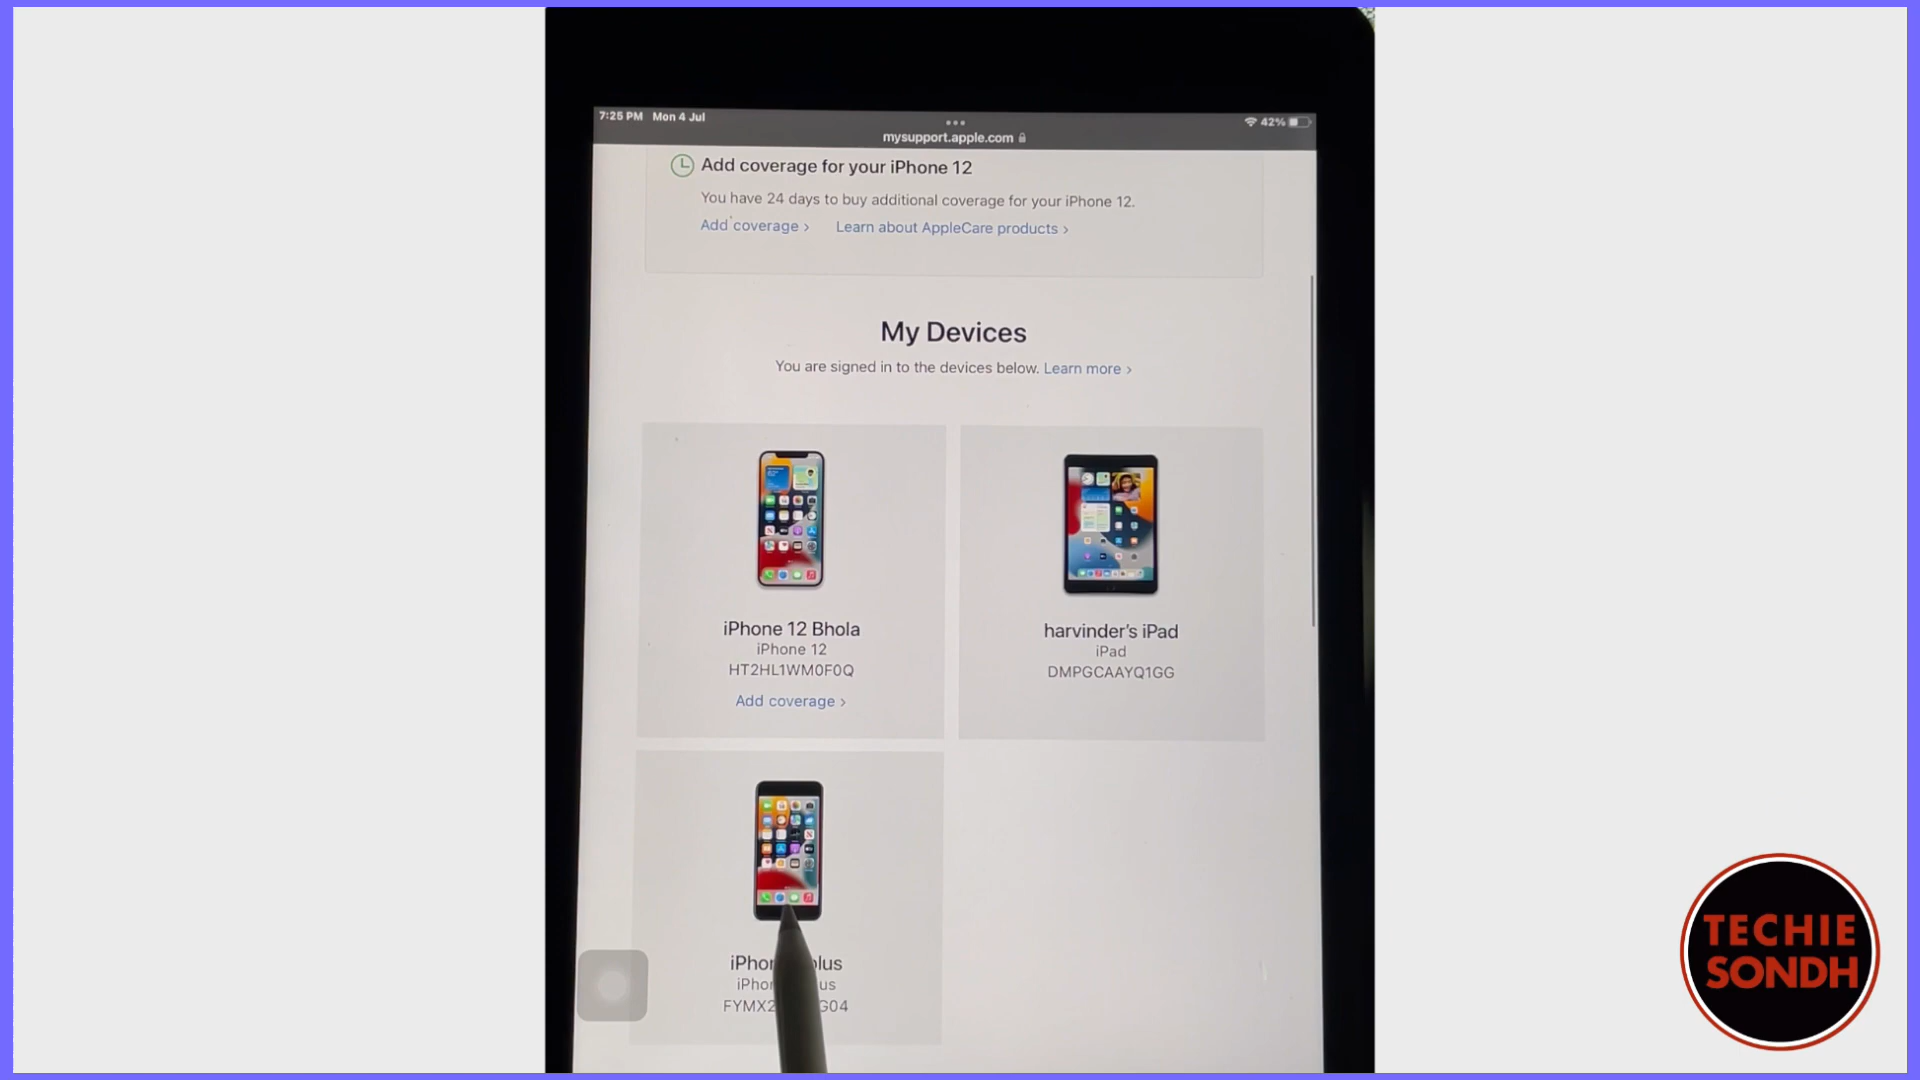 7:25 PM Mon 4 Jul
42%
mysupport.apple.com
Add coverage for your iPhone 12
You have 24 days to buy additional coverage for your iPhone 12.
Add coverage > Learn about AppleCare products >
My Devices
You are signed in to the devices below. Learn more >
iPhone 12 Bhola
iPhone 12
HT2HL1WM0F0Q
Add coverage >
harvinder's iPad
iPad
DMPGCAAYQ1GG
TECHIE
SONDH